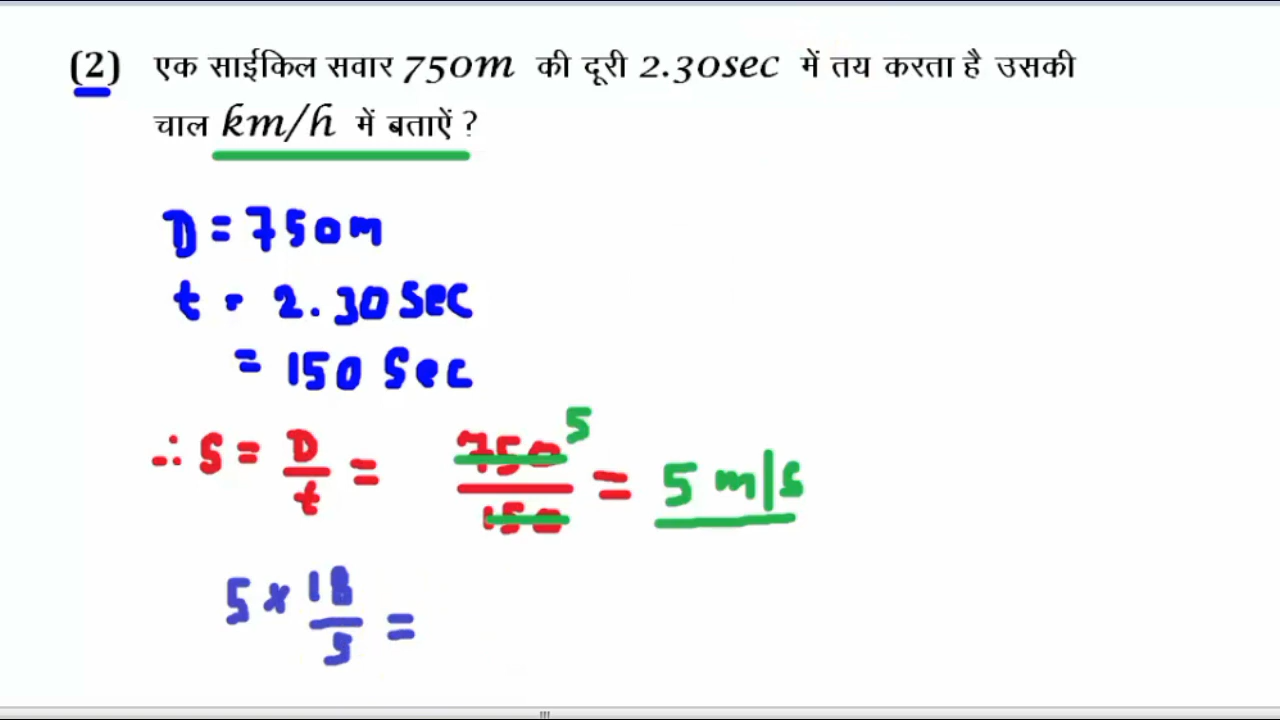 (2) एक साईकिल सवार 750m की दूरी 2.30sec में तय करता है उसकी
चाल km/h में बताऐं ?
D = 750m
t = 2.30 Sec
= 150 Sec
∴ S = D/t = 750/150 5 = 5 m/s
5 × 18/5 =